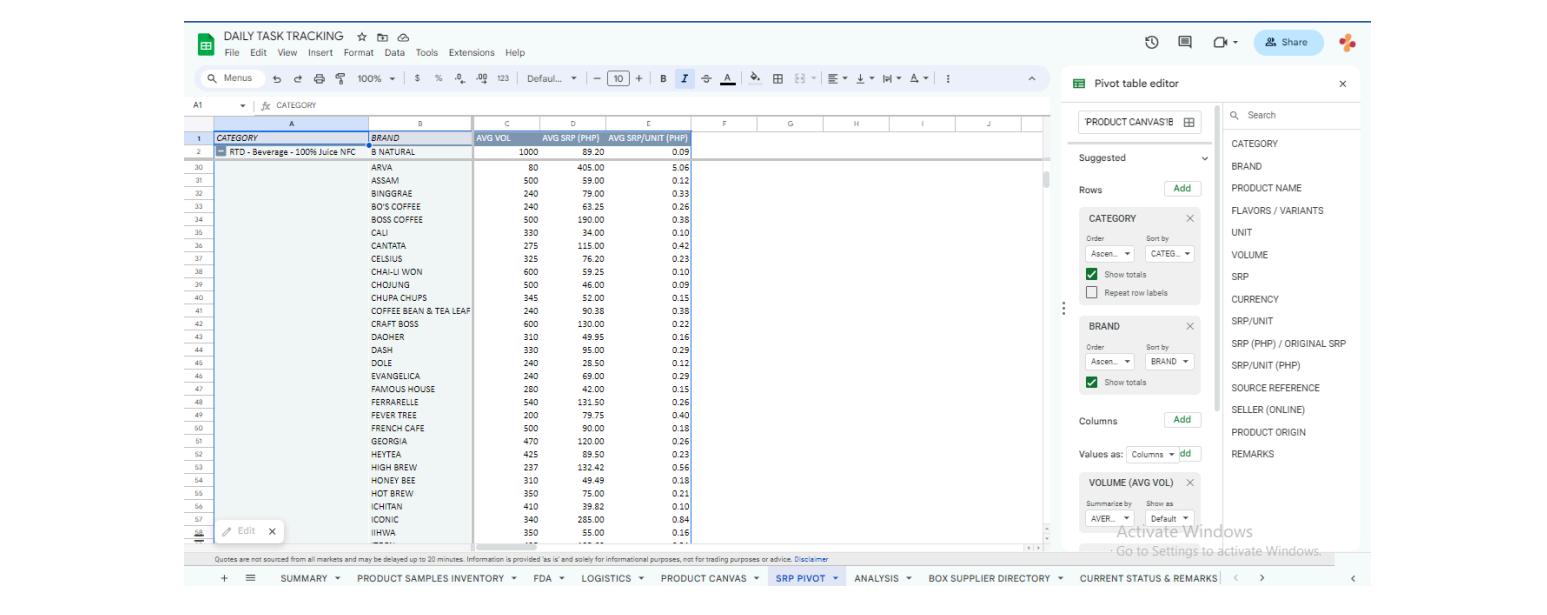 DAILY TASK TRACKING
File Edit View Insert Format Data Tools Extensions Help
Share
Menus 100% $ % .0 .00 123 Defaul... 10 B I A
A1 fx CATEGORY
A B C D E F G H I J
1 CATEGORY BRAND AVG VOL AVG SRP (PHP) AVG SRP/UNIT (PHP)
2 RTD - Beverage - 100% Juice NFC B NATURAL 1000 89.20 0.09
30 ARVA 80 405.00 5.06
31 ASSAM 500 59.00 0.12
32 BINGGRAE 240 79.00 0.33
33 BO'S COFFEE 240 63.25 0.26
34 BOSS COFFEE 500 190.00 0.38
35 CALI 330 34.00 0.10
36 CANTATA 275 115.00 0.42
37 CELSIUS 325 76.20 0.23
38 CHAI-LI WON 600 59.25 0.10
39 CHOJUNG 500 46.00 0.09
40 CHUPA CHUPS 345 52.00 0.15
41 COFFEE BEAN & TEA LEAF 240 90.38 0.38
42 CRAFT BOSS 600 130.00 0.22
43 DAOHER 310 49.95 0.16
44 DASH 330 95.00 0.29
45 DOLE 240 28.50 0.12
46 EVANGELICA 240 69.00 0.29
47 FAMOUS HOUSE 280 42.00 0.15
48 FERRARELLE 540 131.50 0.26
49 FEVER TREE 200 79.75 0.40
50 FRENCH CAFE 500 90.00 0.18
51 GEORGIA 470 120.00 0.26
52 HEYTEA 425 89.50 0.23
53 HIGH BREW 237 132.42 0.56
54 HONEY BEE 310 49.49 0.18
55 HOT BREW 350 75.00 0.21
56 ICHITAN 410 39.82 0.10
57 ICONIC 340 285.00 0.84
58 IIHWA 350 55.00 0.16
Edit
Pivot table editor
'PRODUCT CANVAS'!B
Suggested
Rows Add
CATEGORY
Order Sort by
Ascen... CATEG...
Show totals
Repeat row labels
BRAND
Order Sort by
Ascen... BRAND
Show totals
Columns Add
Values as: Columns dd
VOLUME (AVG VOL)
Summarize by Show as
AVER... Default
Search
CATEGORY
BRAND
PRODUCT NAME
FLAVORS / VARIANTS
UNIT
VOLUME
SRP
CURRENCY
SRP/UNIT
SRP (PHP) / ORIGINAL SRP
SRP/UNIT (PHP)
SOURCE REFERENCE
SELLER (ONLINE)
PRODUCT ORIGIN
REMARKS
Activate Windows
Go to Settings to activate Windows.
Quotes are not sourced from all markets and may be delayed up to 20 minutes. Information is provided 'as is' and solely for informational purposes, not for trading purposes or advice. Disclaimer
SUMMARY PRODUCT SAMPLES INVENTORY FDA LOGISTICS PRODUCT CANVAS SRP PIVOT ANALYSIS BOX SUPPLIER DIRECTORY CURRENT STATUS & REMARKS